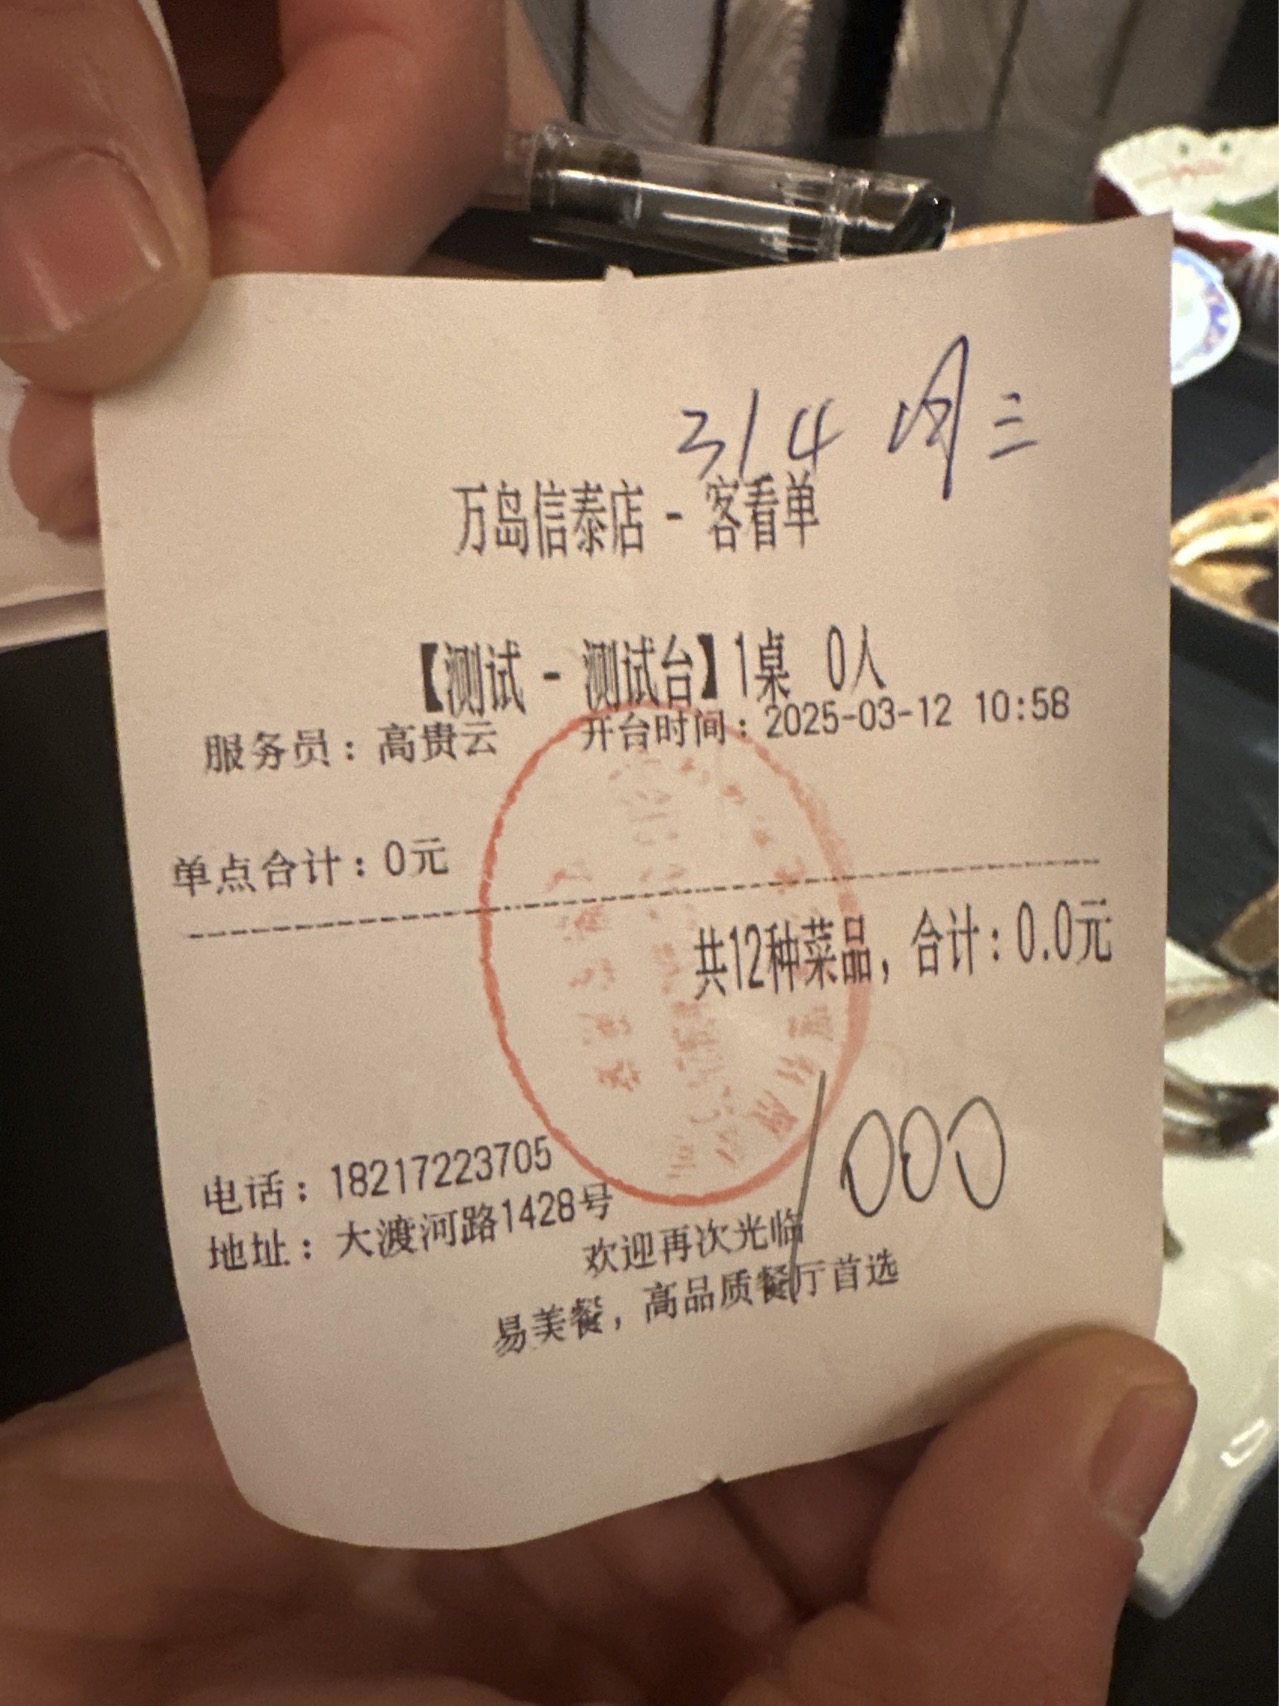 314 周三
万岛信泰店 - 客看单
【测试 - 测试台】1桌 0人
服务员：高贵云 开台时间：2025-03-12 10:58
单点合计：0元
共12种菜品，合计：0.0元
1000
电话：18217223705
地址：大渡河路1428号
欢迎再次光临
易美餐，高品质餐厅首选